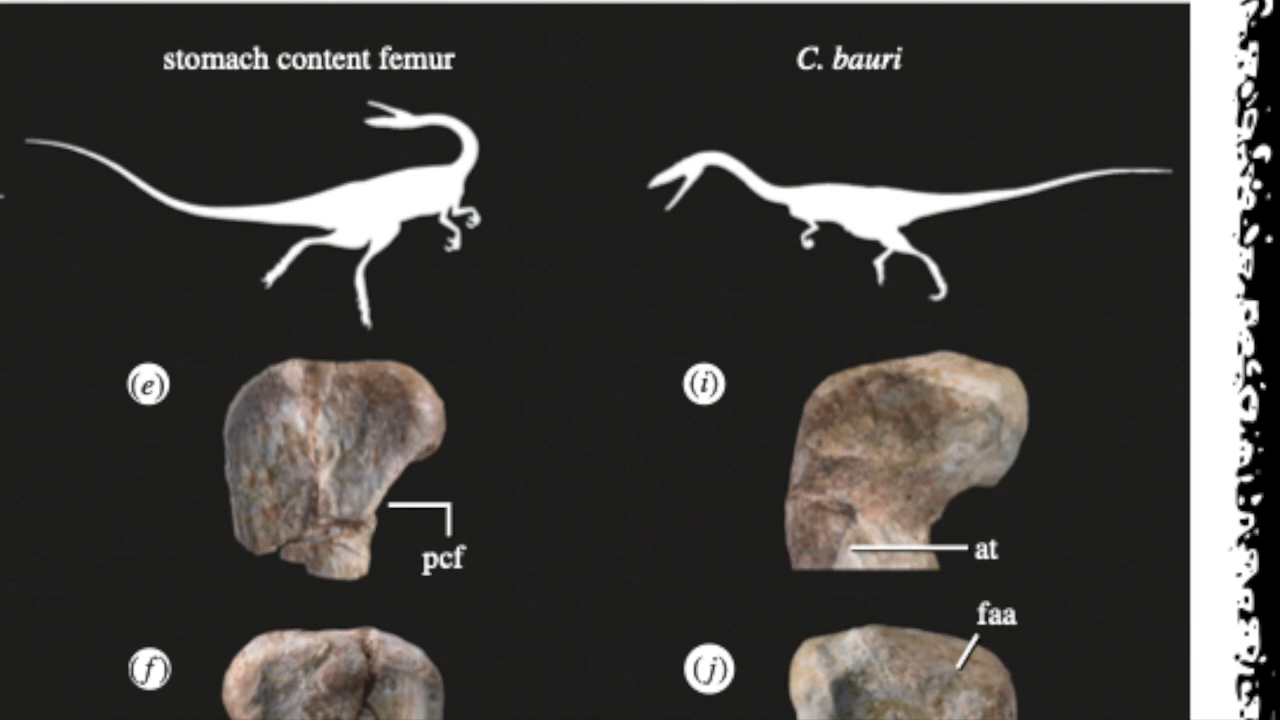 stomach content femur
C. bauri
(e)
(i)
pcf
at
faa
(f)
(j)